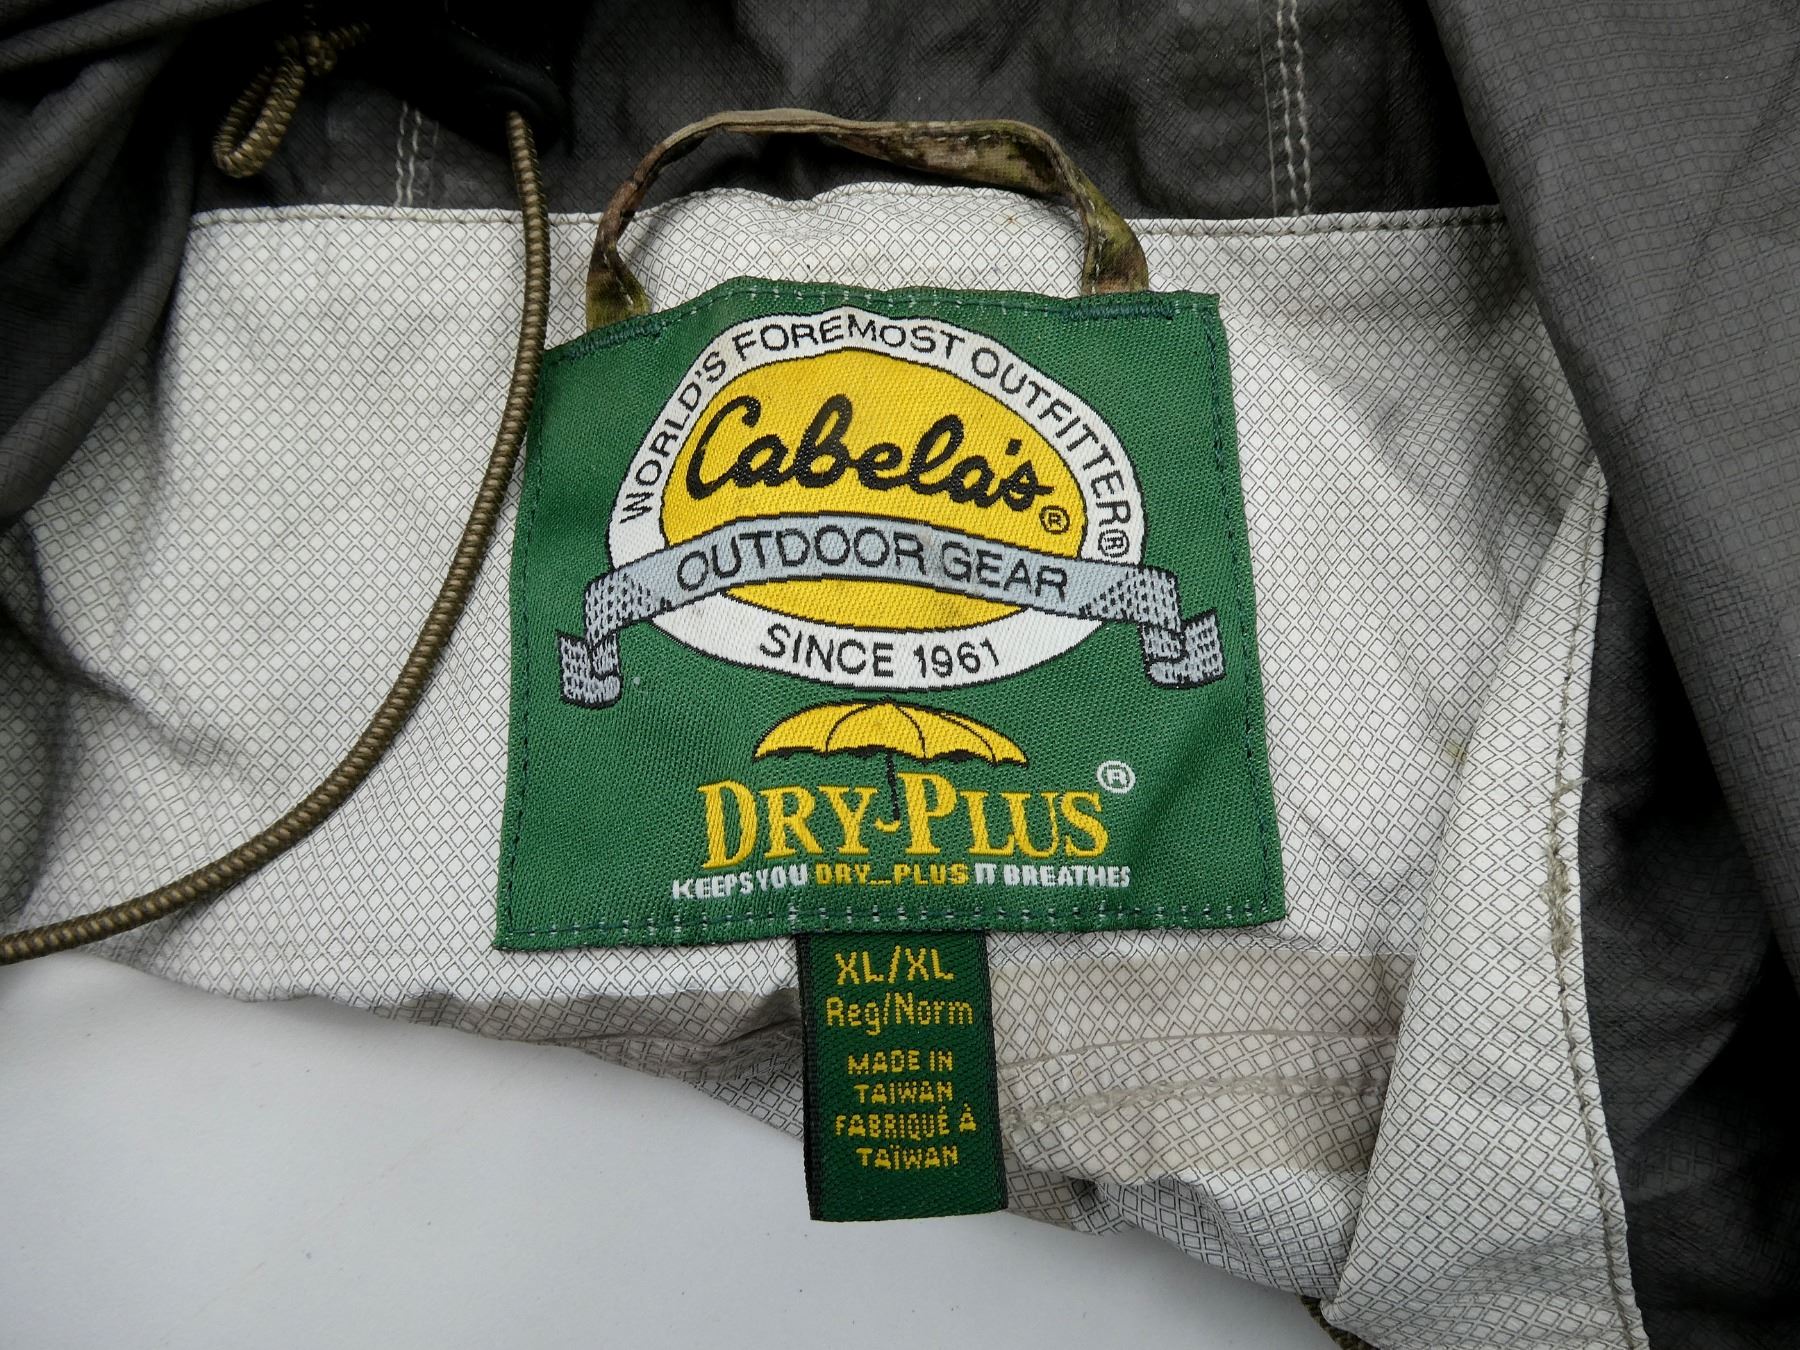 WORLD'S FOREMOST OUTFITTER®
Cabela's®
OUTDOOR GEAR
SINCE 1961
DRY-PLUS®
KEEPS YOU DRY...PLUS IT BREATHES
XL/XL
Reg/Norm
MADE IN
TAIWAN
FABRIQUÉ À
TAÏWAN